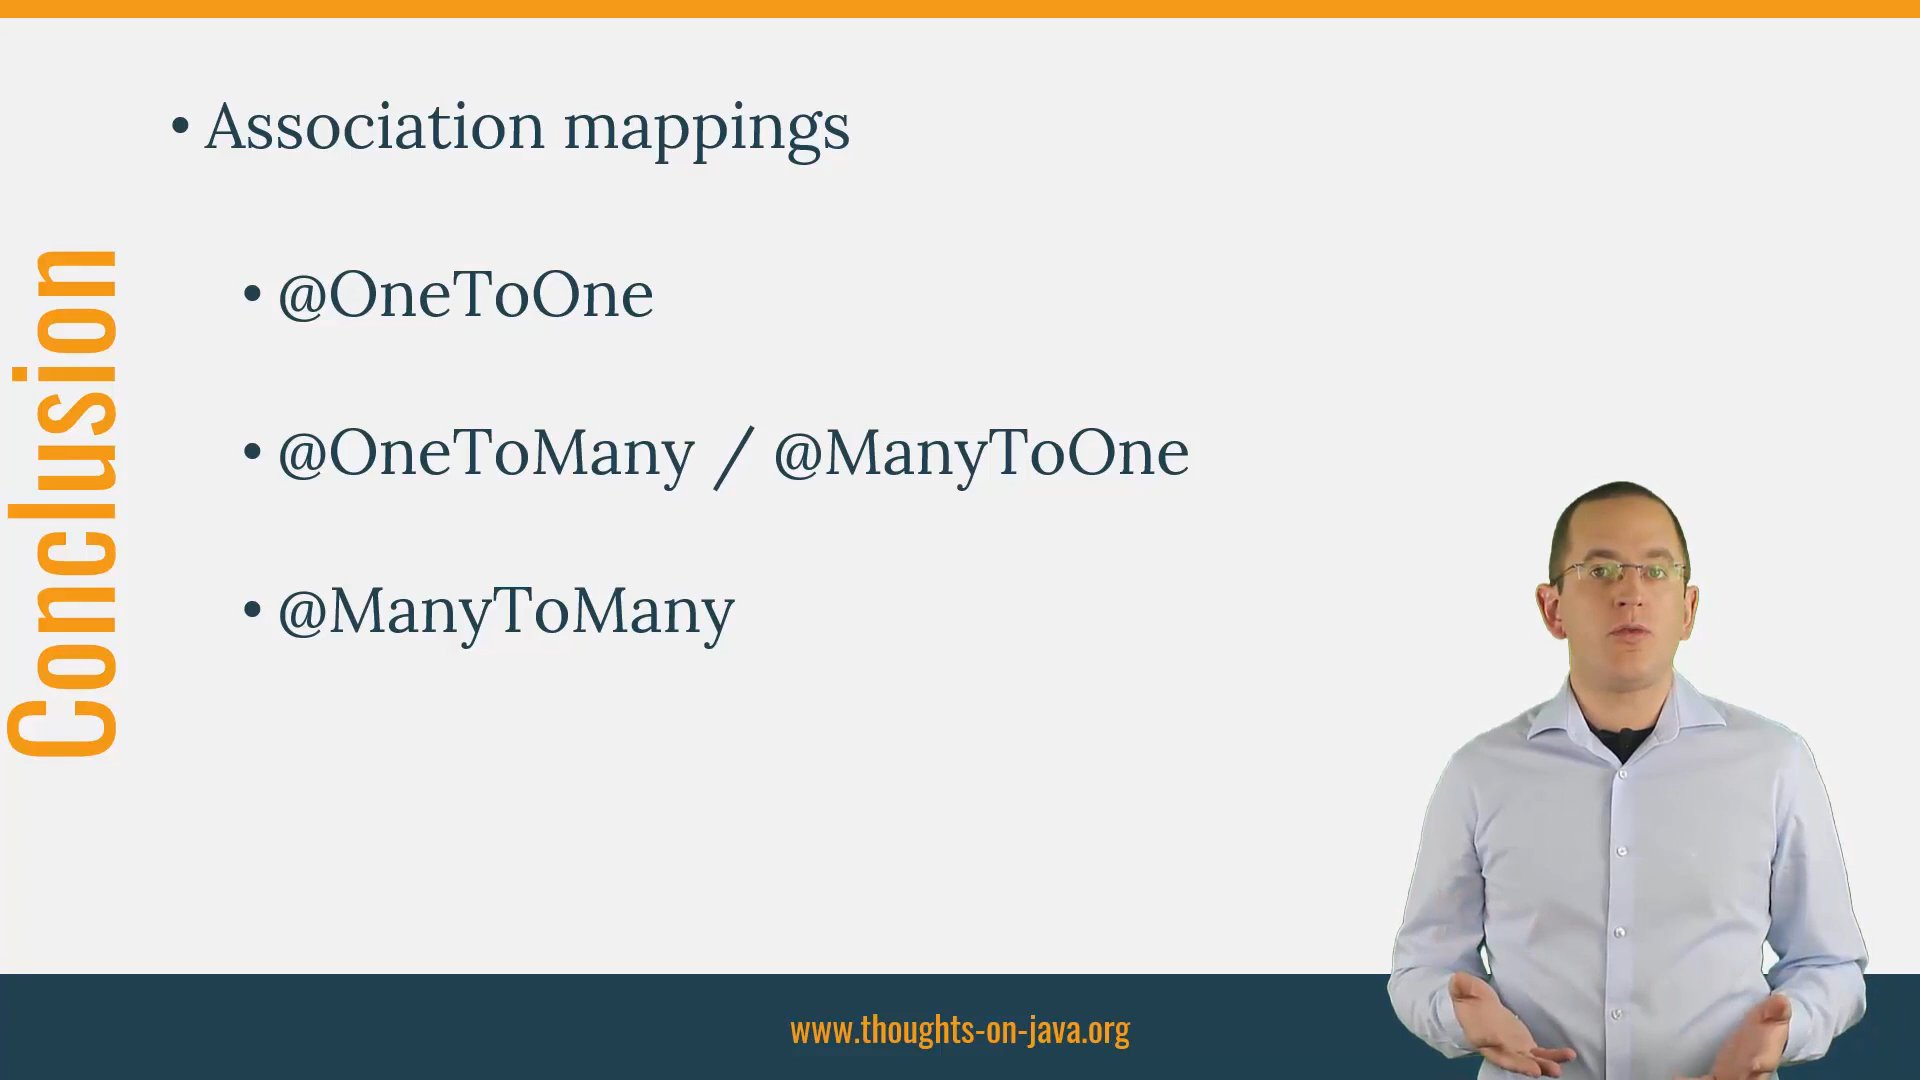 Conclusion
• Association mappings
• @OneToOne
• @OneToMany / @ManyToOne
• @ManyToMany
www.thoughts-on-java.org